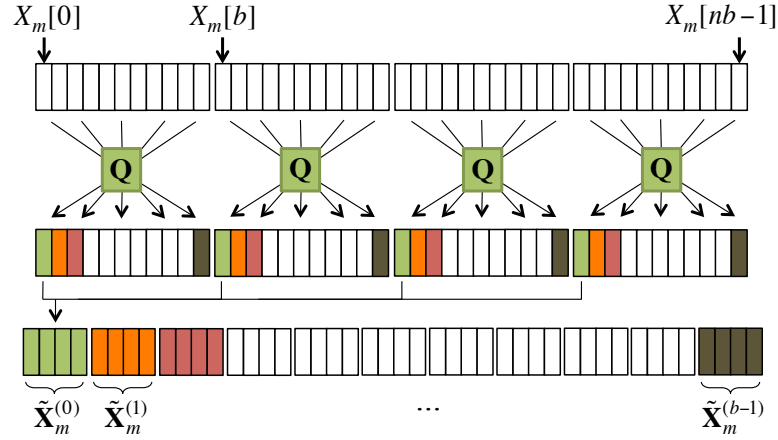 X_m[0] X_m[b] X_m[nb−1]
Q Q Q Q
X̃_m^(0) X̃_m^(1) ... X̃_m^(b−1)